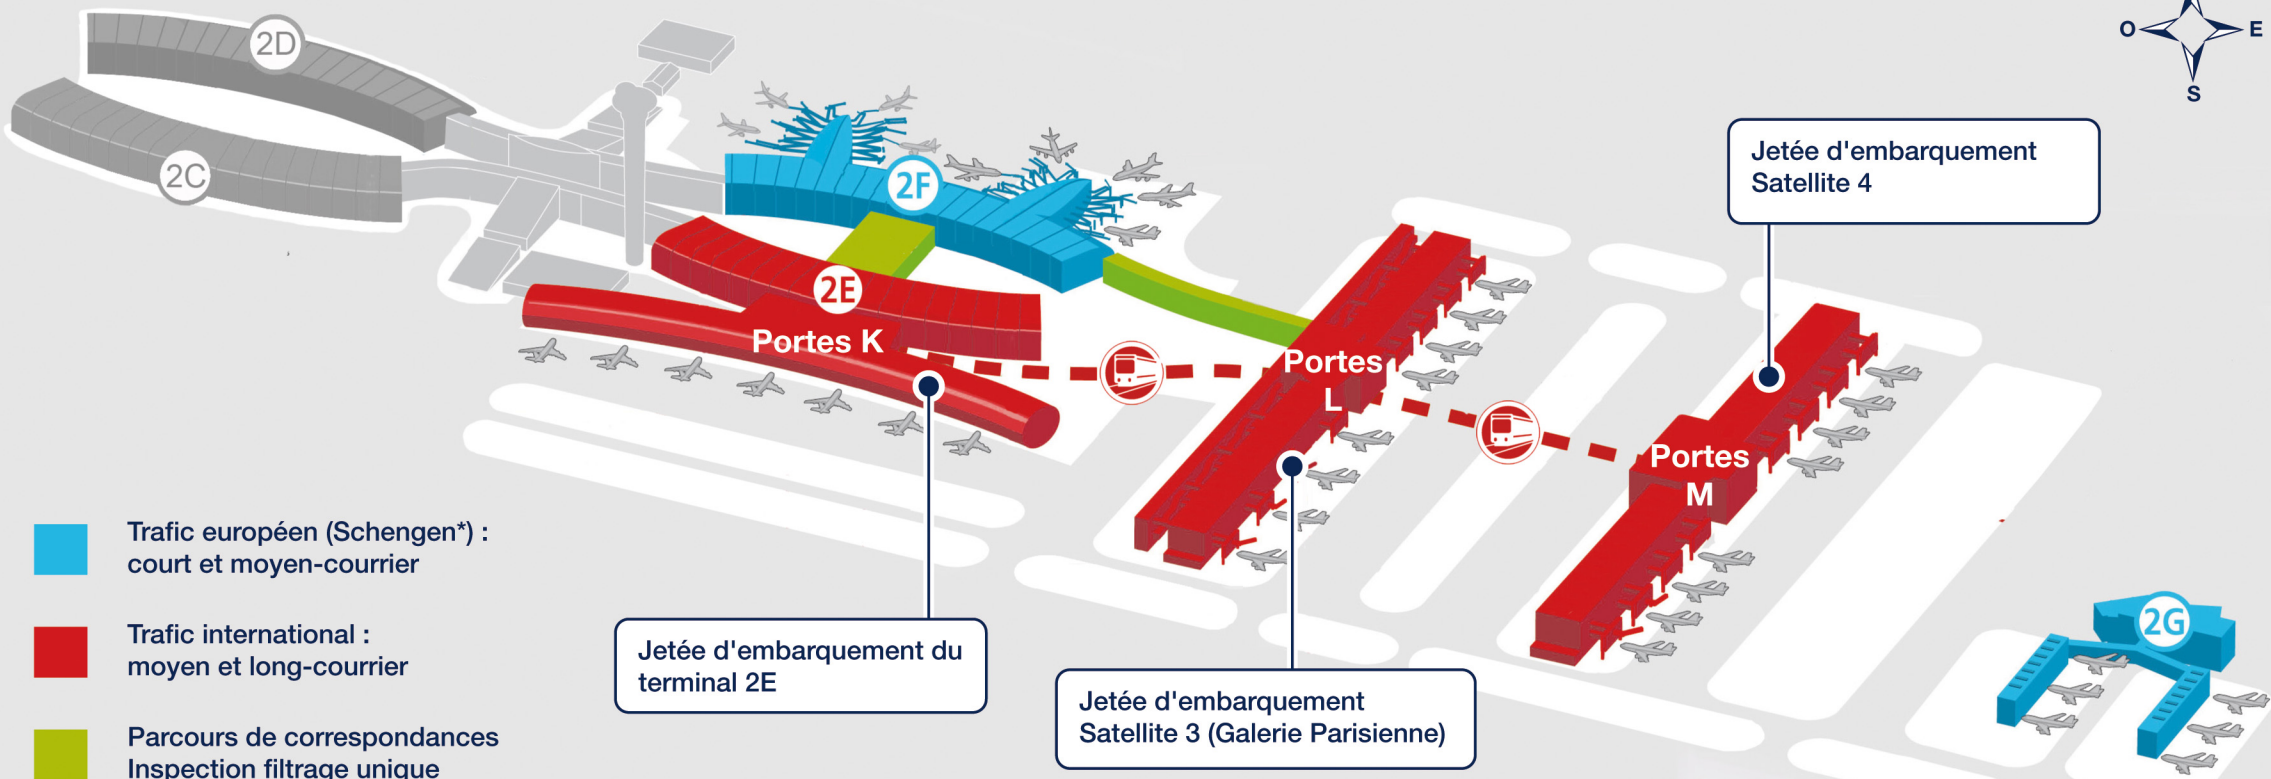 2D
O
E
S
2C
2F
Jetée d'embarquement
Satellite 4
2E
Portes K
Portes
L
Portes
M
Trafic européen (Schengen*) :
court et moyen-courrier
Trafic international :
moyen et long-courrier
Parcours de correspondances
Inspection filtrage unique
Jetée d'embarquement du
terminal 2E
Jetée d'embarquement
Satellite 3 (Galerie Parisienne)
2G